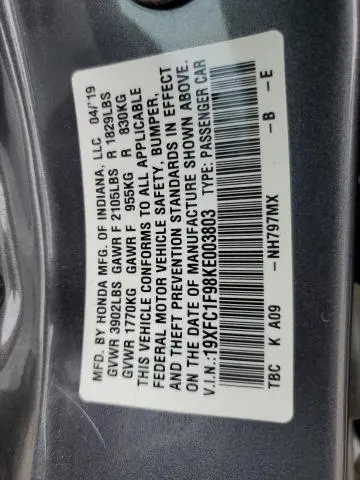 MFD. BY HONDA MFG. OF INDIANA, LLC 04/'19
GVWR 3902LBS GAWR F 2105LBS R 1829LBS
GVWR 1770KG GAWR F 955KG R 830KG
THIS VEHICLE CONFORMS TO ALL APPLICABLE
FEDERAL MOTOR VEHICLE SAFETY, BUMPER,
AND THEFT PREVENTION STANDARDS IN EFFECT
ON THE DATE OF MANUFACTURE SHOWN ABOVE.
V.I.N.:19XFC1F98KE003803 TYPE: PASSENGER CAR
TBC K A09 -NH797MX -B -E